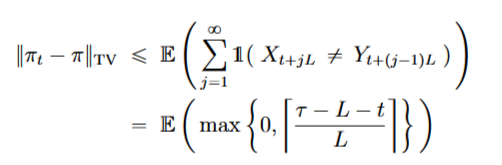 ‖π_t − π‖_TV ⩽ 𝔼 ( ∑_{j=1}^{∞} 𝟙( X_{t+jL} ≠ Y_{t+(j−1)L} ) )
= 𝔼 ( max { 0, ⌈ (τ − L − t) / L ⌉ } )